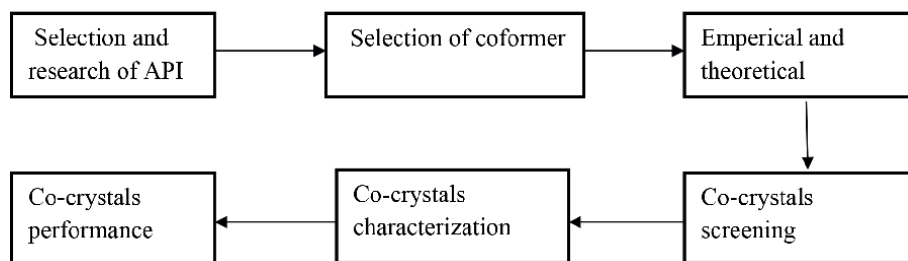 Selection and
research of API
Selection of coformer
Emperical and
theoretical
Co-crystals
screening
Co-crystals
characterization
Co-crystals
performance